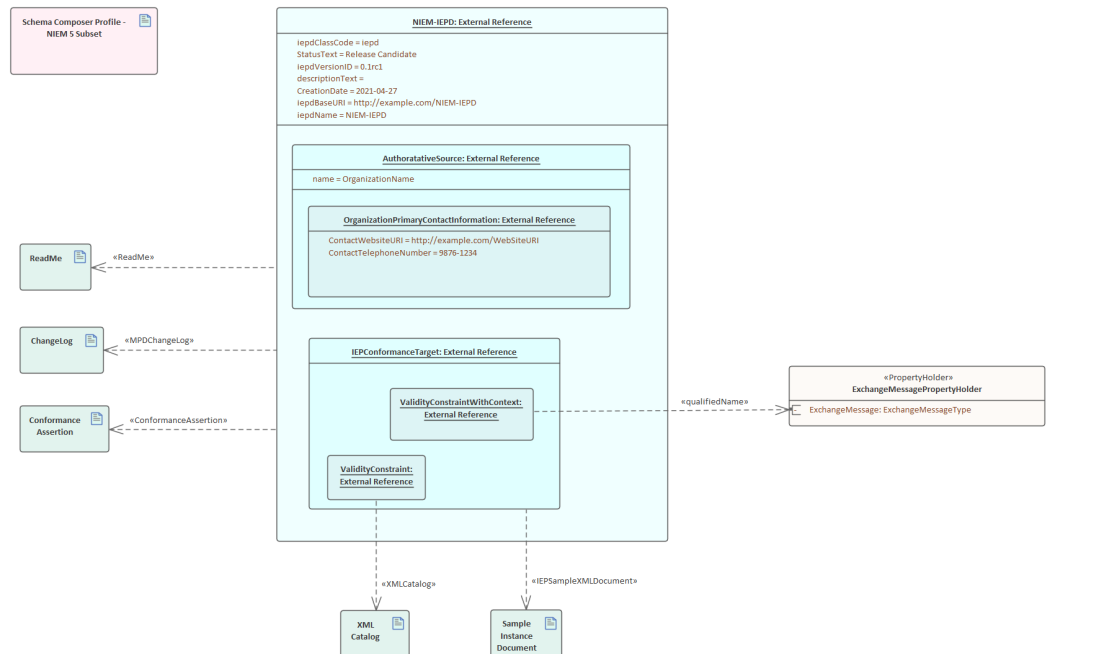 Schema Composer Profile -
NIEM 5 Subset
NIEM-IEPD: External Reference
iepdClassCode = iepd
StatusText = Release Candidate
iepdVersionID = 0.1rc1
descriptionText =
CreationDate = 2021-04-27
iepdBaseURI = http://example.com/NIEM-IEPD
iepdName = NIEM-IEPD
AuthoratativeSource: External Reference
name = OrganizationName
OrganizationPrimaryContactInformation: External Reference
ContactWebsiteURI = http://example.com/WebSiteURI
ContactTelephoneNumber = 9876-1234
ReadMe
«ReadMe»
ChangeLog
«MPDChangeLog»
Conformance
Assertion
«ConformanceAssertion»
IEPConformanceTarget: External Reference
ValidityConstraintWithContext:
External Reference
ValidityConstraint:
External Reference
«qualifiedName»
«PropertyHolder»
ExchangeMessagePropertyHolder
ExchangeMessage: ExchangeMessageType
«XMLCatalog»
«IEPSampleXMLDocument»
XML
Catalog
Sample
Instance
Document